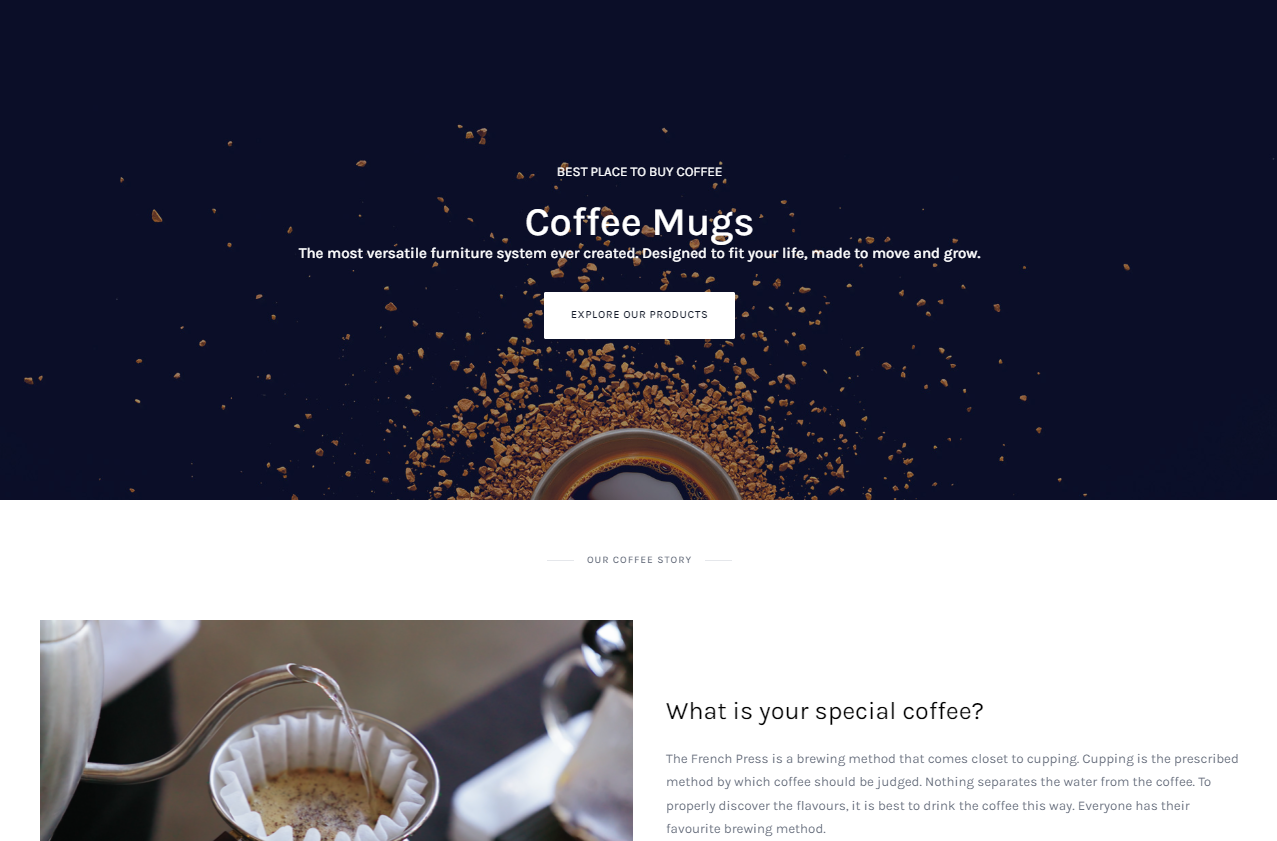 BEST PLACE TO BUY COFFEE
Coffee Mugs
The most versatile furniture system ever created. Designed to fit your life, made to move and grow.
EXPLORE OUR PRODUCTS
OUR COFFEE STORY
What is your special coffee?
The French Press is a brewing method that comes closet to cupping. Cupping is the prescribed
method by which coffee should be judged. Nothing separates the water from the coffee. To
properly discover the flavours, it is best to drink the coffee this way. Everyone has their
favourite brewing method.